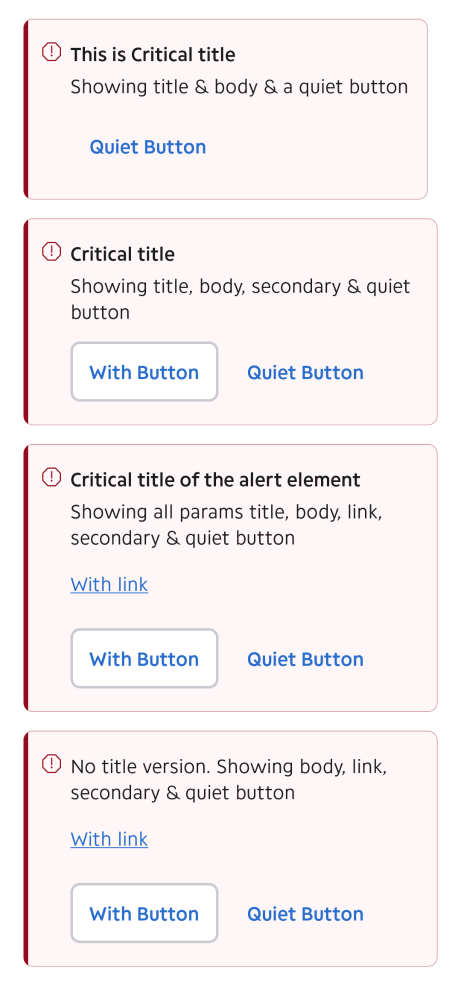 This is Critical title
Showing title & body & a quiet button
Quiet Button
Critical title
Showing title, body, secondary & quiet
button
With Button Quiet Button
Critical title of the alert element
Showing all params title, body, link,
secondary & quiet button
With link
With Button Quiet Button
No title version. Showing body, link,
secondary & quiet button
With link
With Button Quiet Button